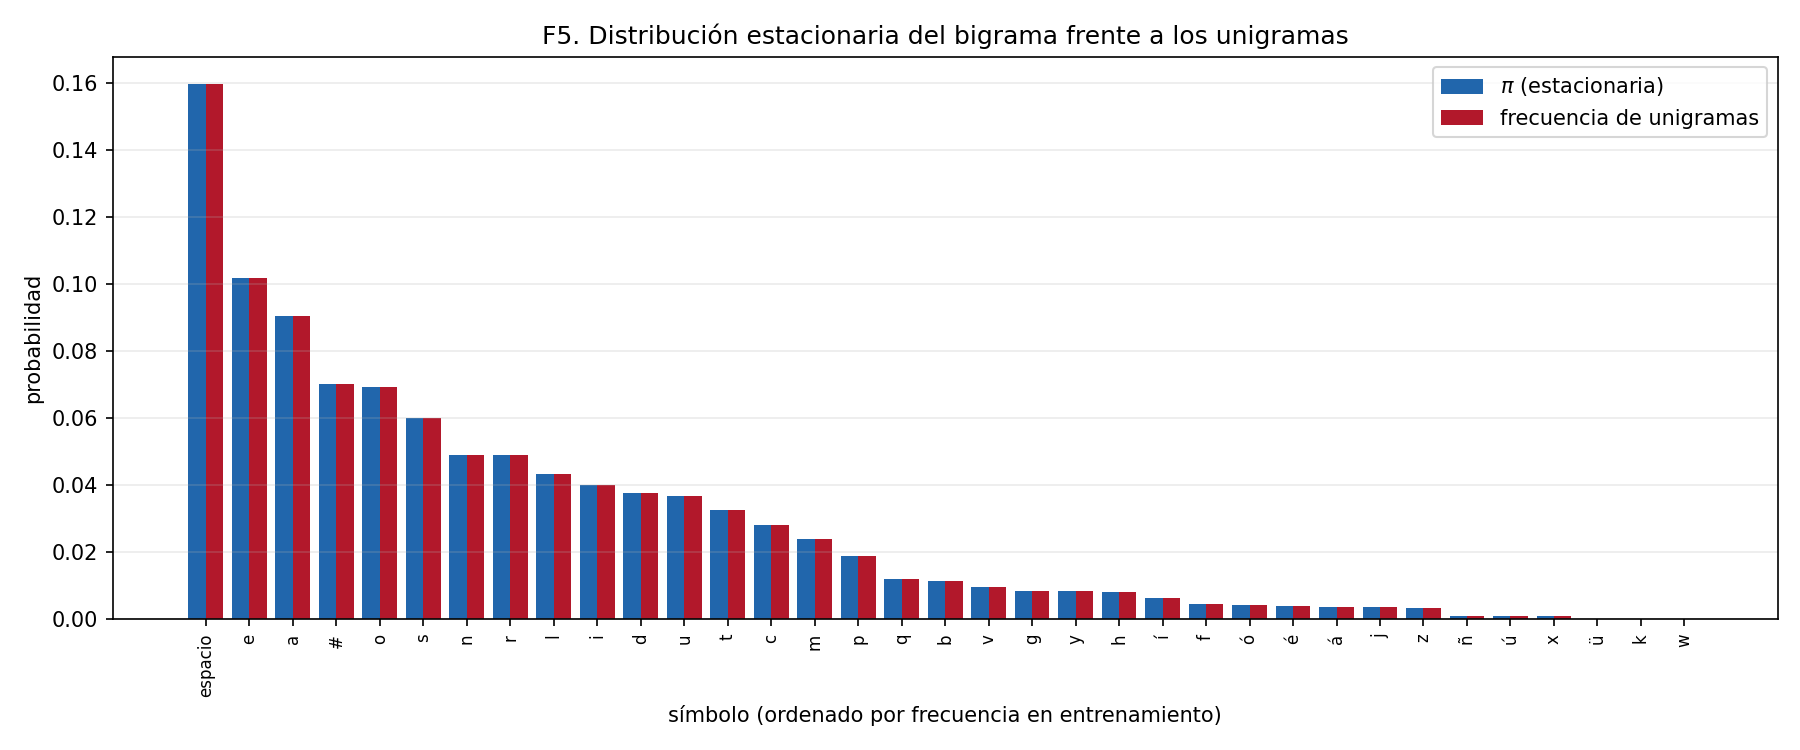 F5. Distribución estacionaria del bigrama frente a los unigramas
π (estacionaria)
frecuencia de unigramas
probabilidad
0.16
0.14
0.12
0.10
0.08
0.06
0.04
0.02
0.00
espacio e a # o s n r l i d u t c m p q b v g y h í f ó é á j z ñ ú x ü k w
símbolo (ordenado por frecuencia en entrenamiento)